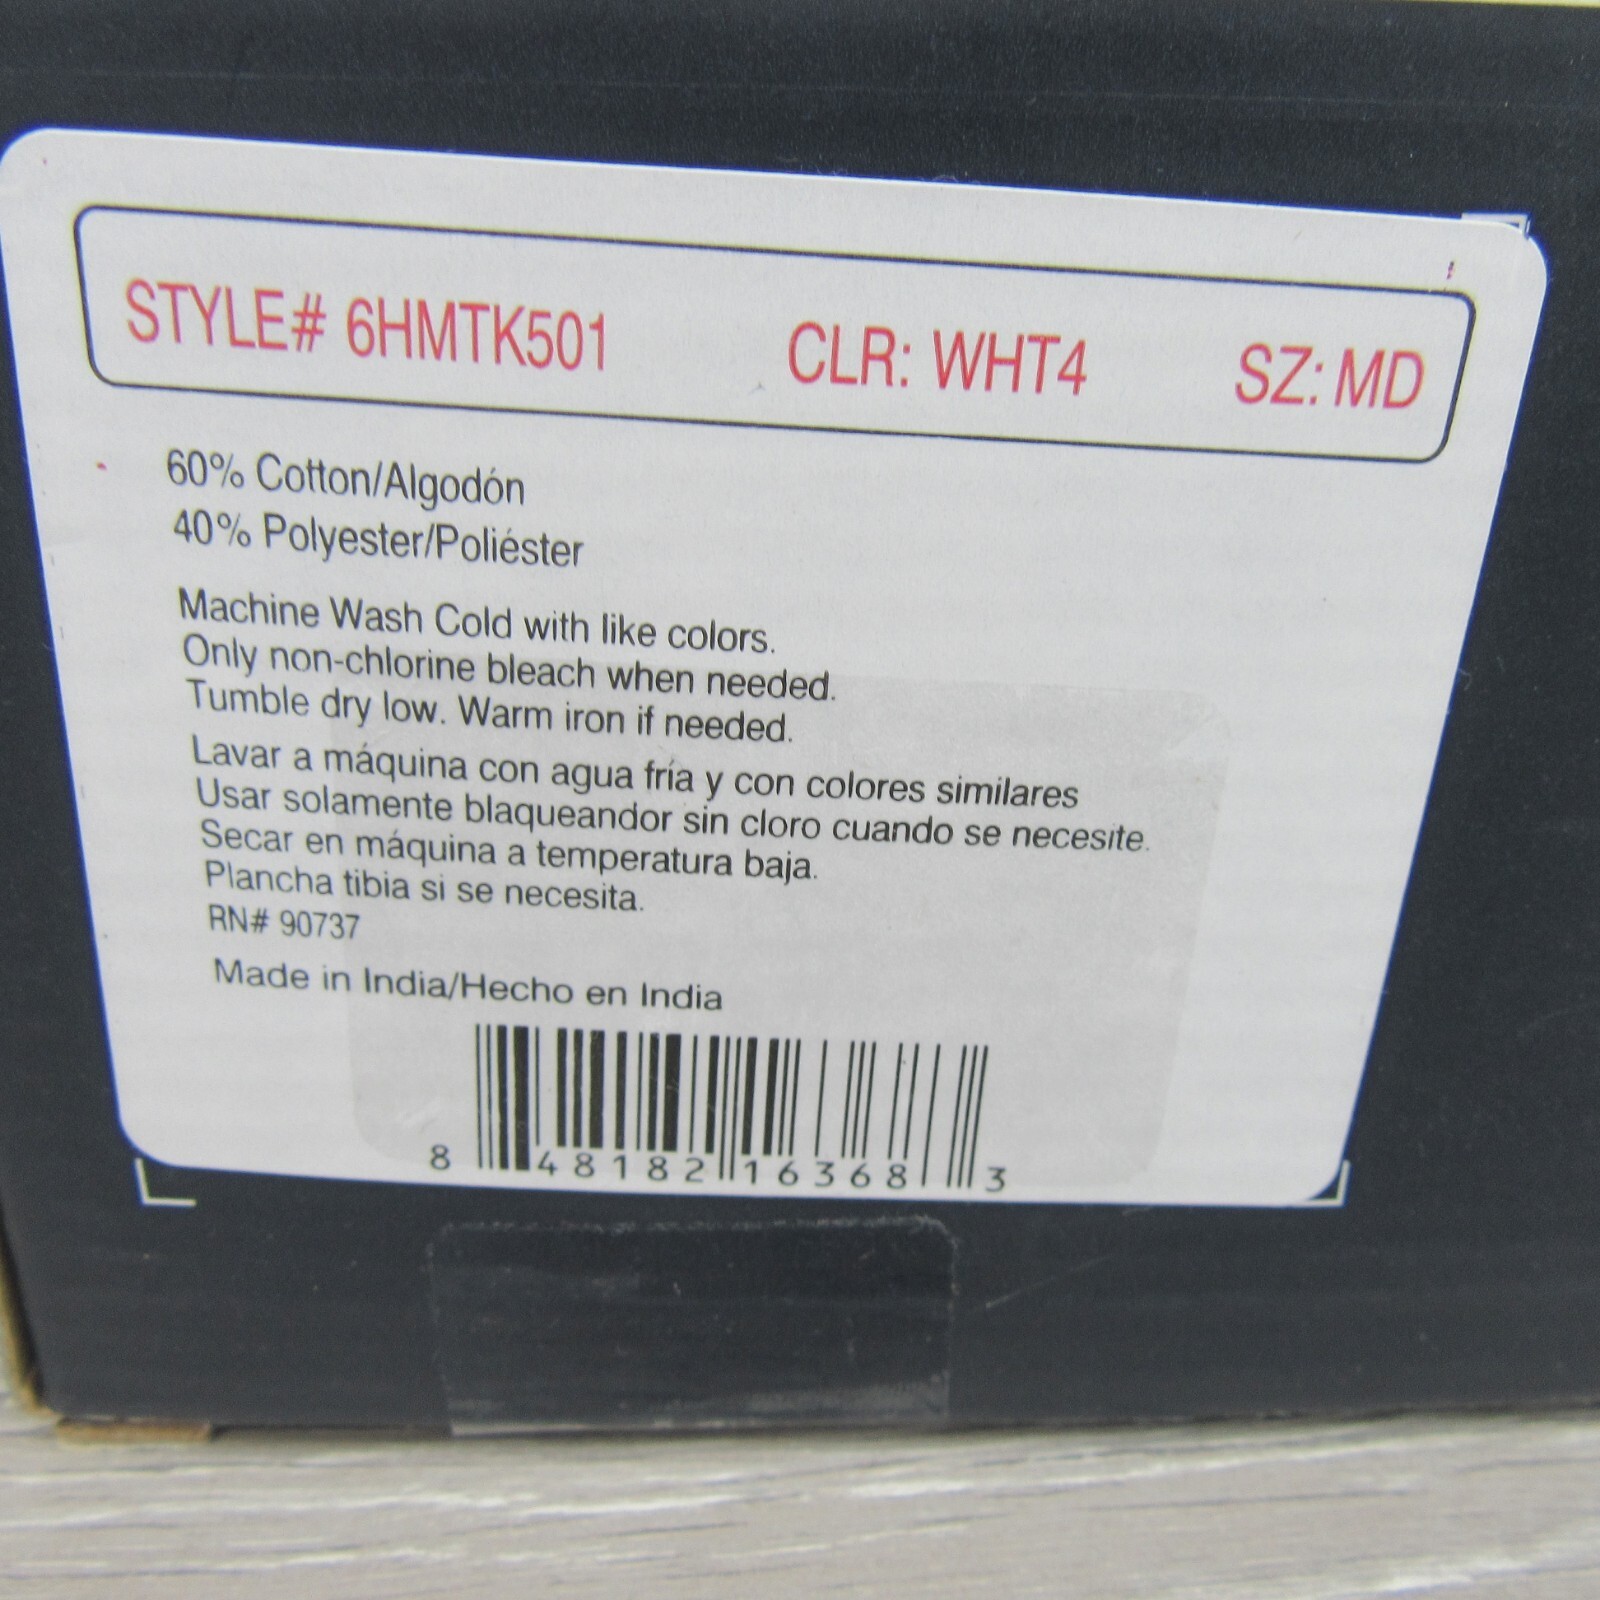 STYLE# 6HMTK501 CLR: WHT4 SZ: MD
60% Cotton/Algodón
40% Polyester/Poliéster
Machine Wash Cold with like colors.
Only non-chlorine bleach when needed.
Tumble dry low. Warm iron if needed.
Lavar a máquina con agua fría y con colores similares
Usar solamente blaqueandor sin cloro cuando se necesite.
Secar en máquina a temperatura baja.
Plancha tibia si se necesita.
RN# 90737
Made in India/Hecho en India
8 48182 16368 3